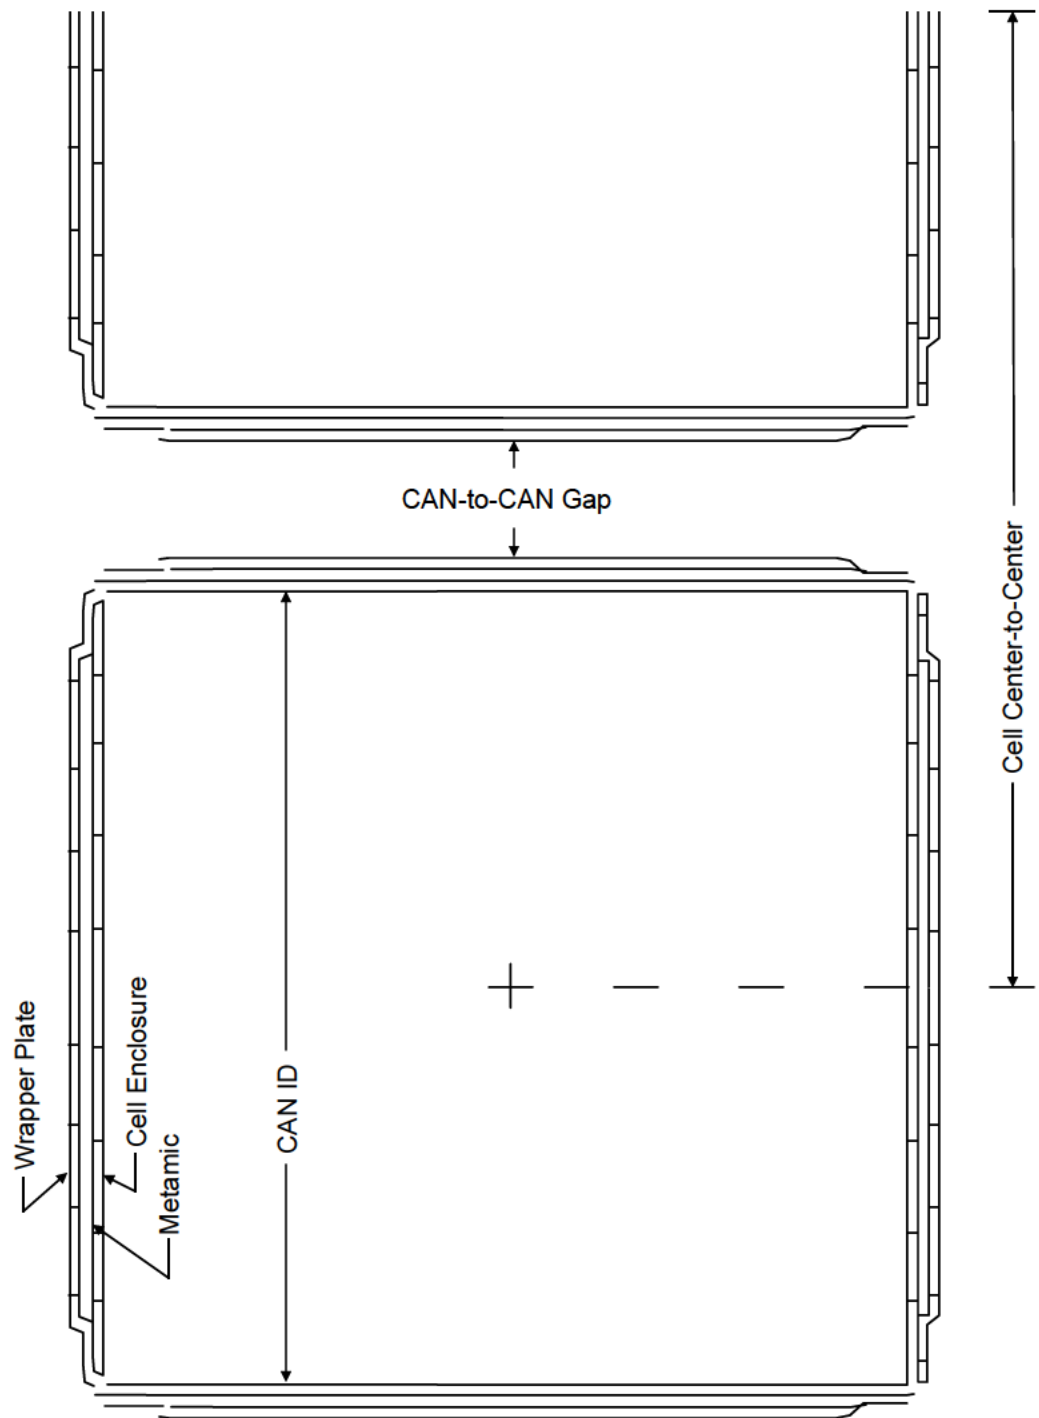 CAN-to-CAN Gap
Cell Center-to-Center
Wrapper Plate
Cell Enclosure
Metamic
CAN ID